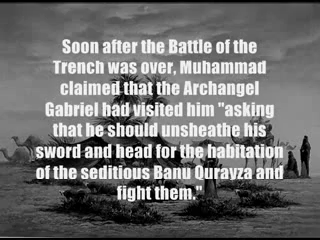 Soon after the Battle of the
Trench was over, Muhammad
claimed that the Archangel
Gabriel had visited him "asking
that he should unsheathe his
sword and head for the habitation
of the seditious Banu Qurayza and
fight them."